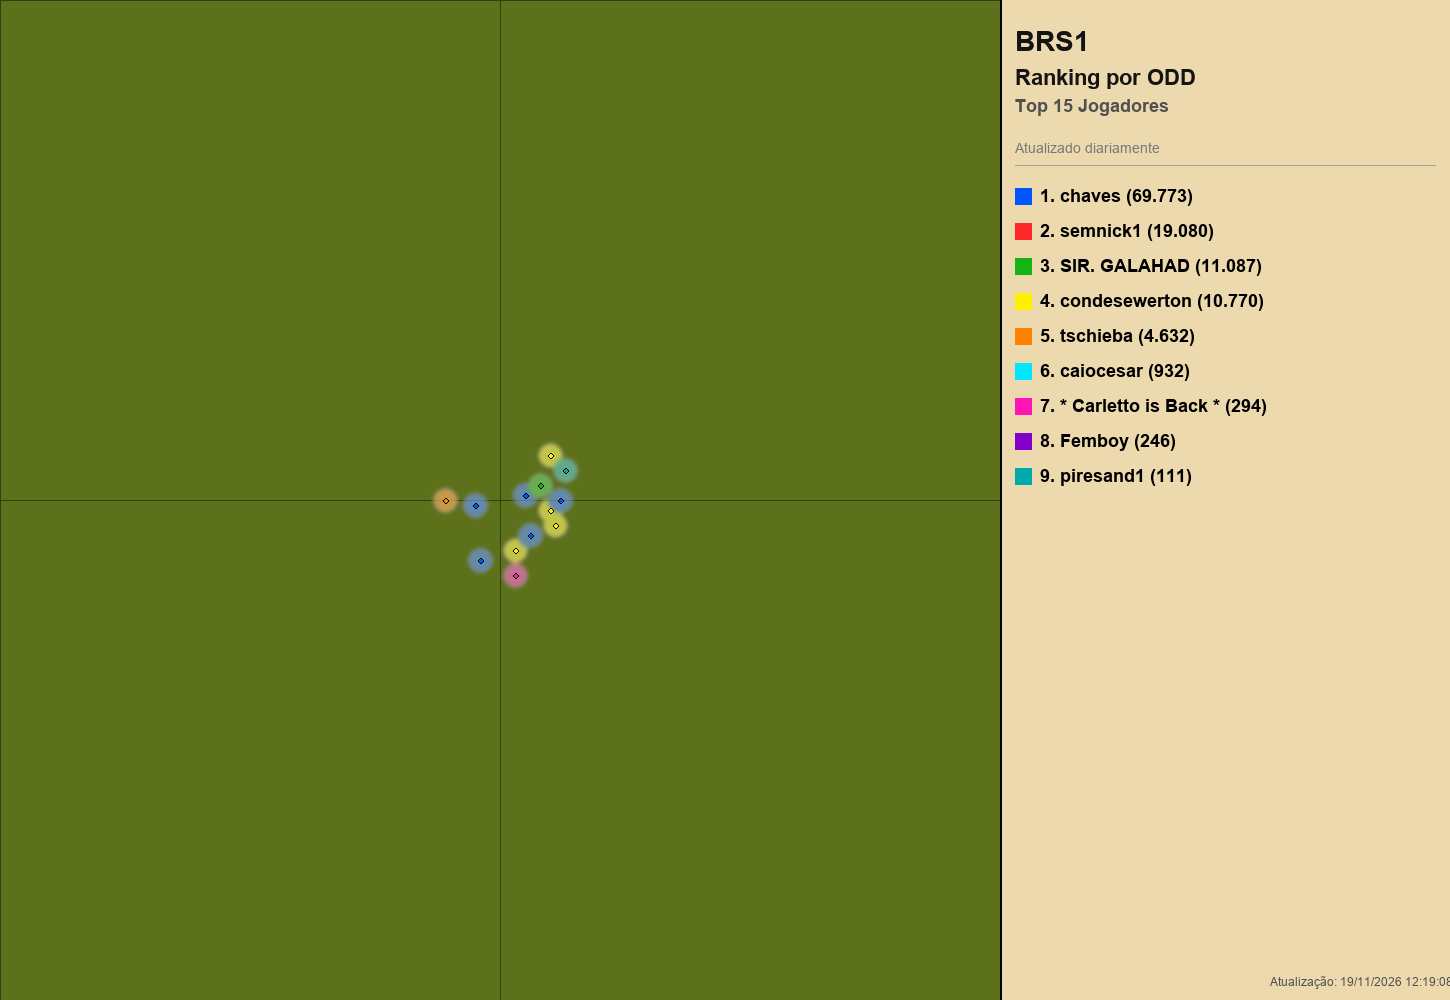 BRS1
Ranking por ODD
Top 15 Jogadores
Atualizado diariamente
1. chaves (69.773)
2. semnick1 (19.080)
3. SIR. GALAHAD (11.087)
4. condesewerton (10.770)
5. tschieba (4.632)
6. caiocesar (932)
7. * Carletto is Back * (294)
8. Femboy (246)
9. piresand1 (111)
Atualização: 19/11/2026 12:19:08